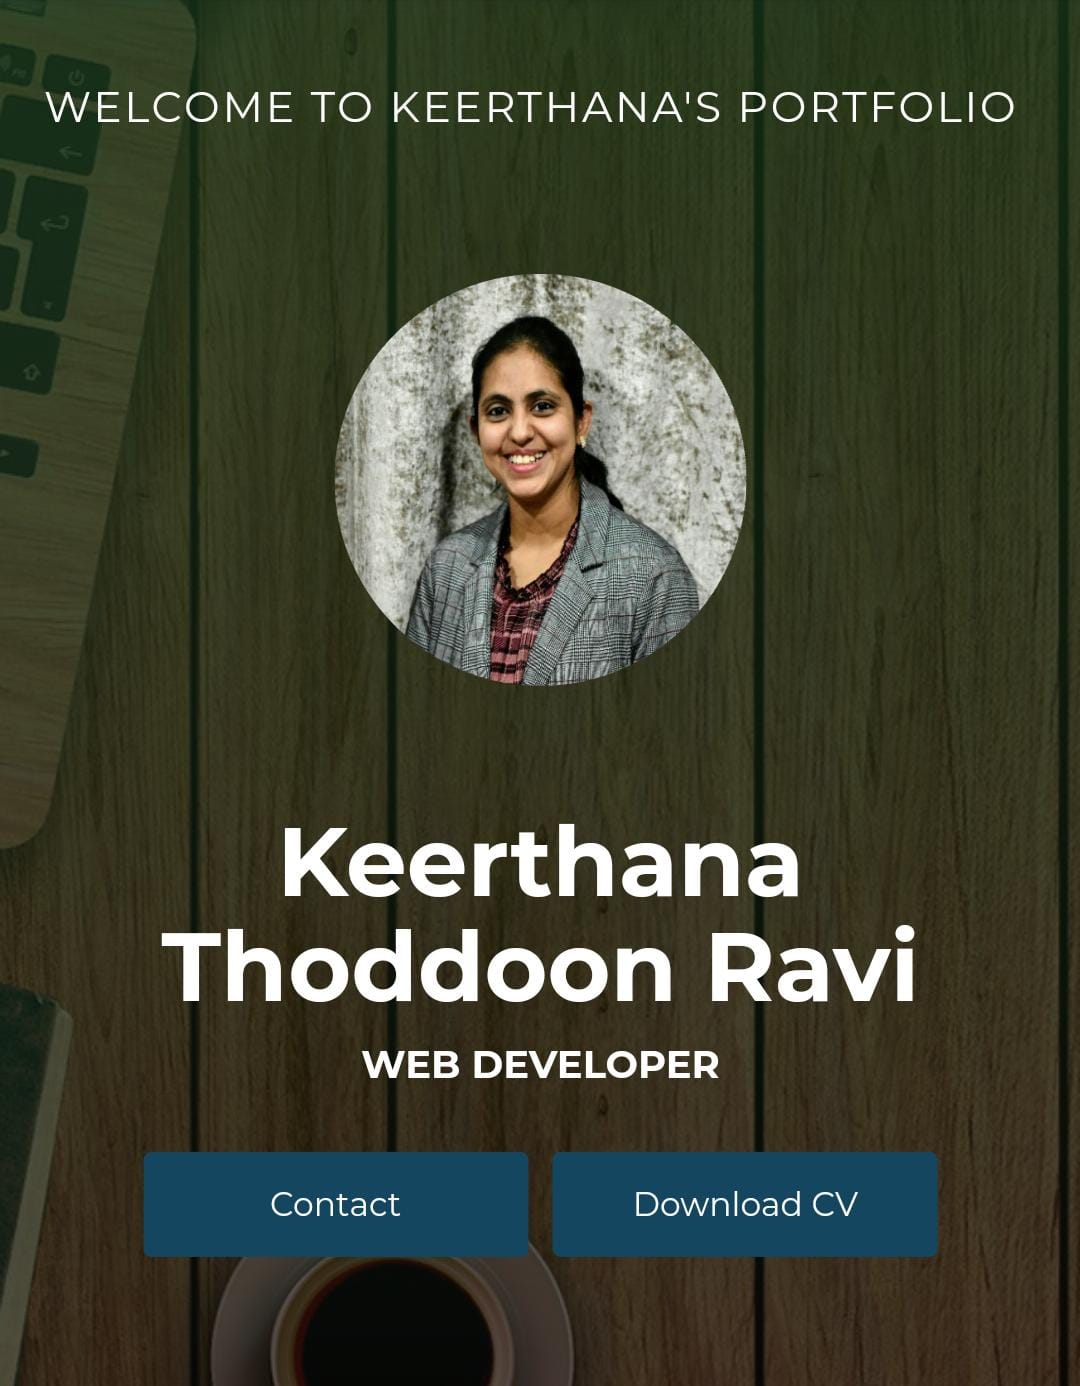 WELCOME TO KEERTHANA'S PORTFOLIO
Keerthana
Thoddoon Ravi
WEB DEVELOPER
Contact
Download CV